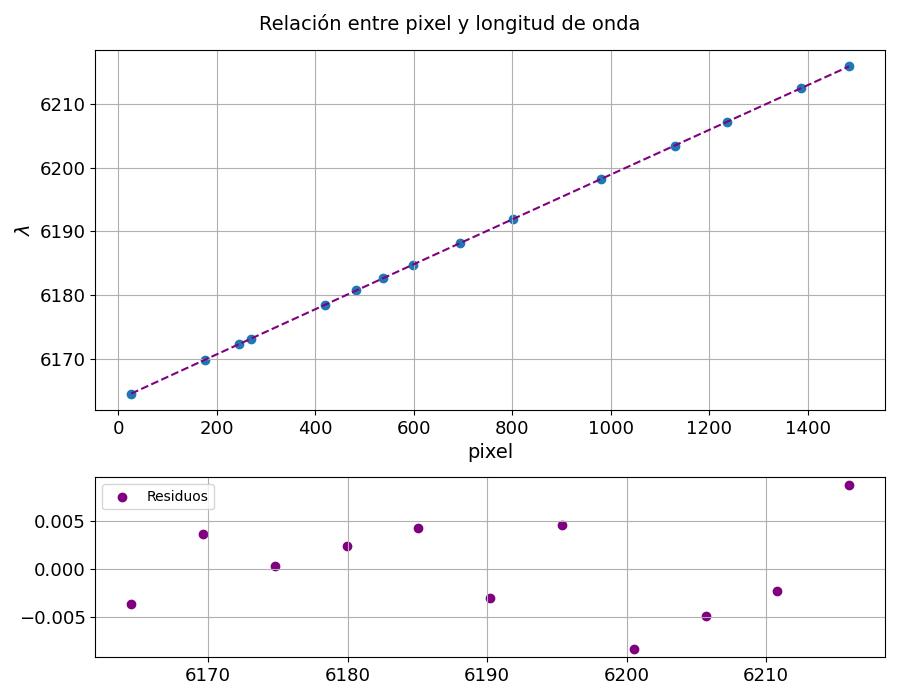 Relación entre pixel y longitud de onda
6210
6200
6190
6180
6170
λ
0 200 400 600 800 1000 1200 1400
pixel
Residuos
0.005
0.000
−0.005
6170 6180 6190 6200 6210